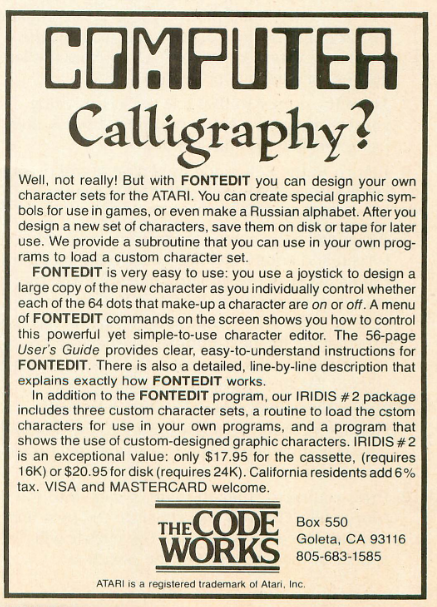 COMPUTER
Calligraphy?
Well, not really! But with FONTEDIT you can design your own
character sets for the ATARI. You can create special graphic sym-
bols for use in games, or even make a Russian alphabet. After you
design a new set of characters, save them on disk or tape for later
use. We provide a subroutine that you can use in your own prog-
rams to load a custom character set.
FONTEDIT is very easy to use: you use a joystick to design a
large copy of the new character as you individually control whether
each of the 64 dots that make-up a character are on or off. A menu
of FONTEDIT commands on the screen shows you how to control
this powerful yet simple-to-use character editor. The 56-page
User's Guide provides clear, easy-to-understand instructions for
FONTEDIT. There is also a detailed, line-by-line description that
explains exactly how FONTEDIT works.
In addition to the FONTEDIT program, our IRIDIS #2 package
includes three custom character sets, a routine to load the cstom
characters for use in your own programs, and a program that
shows the use of custom-designed graphic characters. IRIDIS #2
is an exceptional value: only $17.95 for the cassette, (requires
16K) or $20.95 for disk (requires 24K). California residents add 6%
tax. VISA and MASTERCARD welcome.
THE CODE
WORKS
Box 550
Goleta, CA 93116
805-683-1585
ATARI is a registered trademark of Atari, Inc.